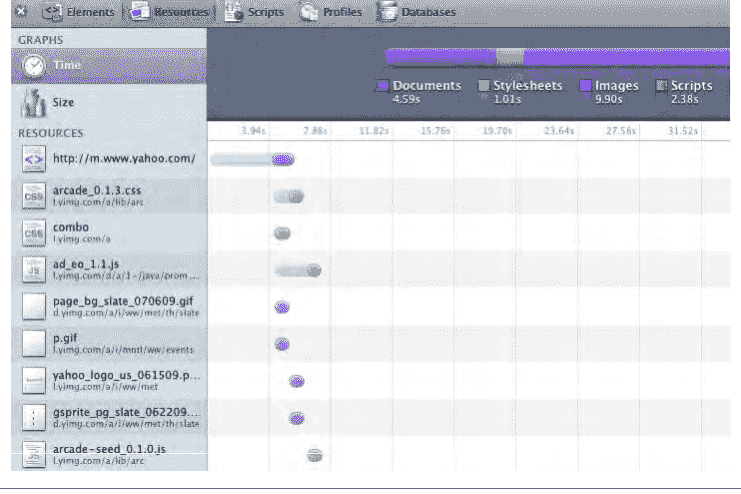 Elements Resources Scripts Profiles Databases
GRAPHS
Time
Size
Documents Stylesheets Images Scripts
4.59s 1.01s 9.90s 2.38s
RESOURCES
3.94s 7.88s 11.82s 15.76s 19.70s 23.64s 27.58s 31.52s
http://m.www.yahoo.com/
CSS
arcade_0.1.3.css
l.yimg.com/a/lib/arc
CSS
combo
l.yimg.com/a
JS
ad_eo_1.1.js
l.yimg.com/d/a/1-/java/prom...
page_bg_slate_070609.gif
d.yimg.com/a/i/ww/met/th/slate
p.gif
l.yimg.com/a/i/mntl/ww/events
yahoo_logo_us_061509.p...
l.yimg.com/a/i/ww/met
gsprite_pg_slate_062209....
d.yimg.com/a/i/ww/met/th/slate
JS
arcade-seed_0.1.0.js
l.yimg.com/a/lib/arc